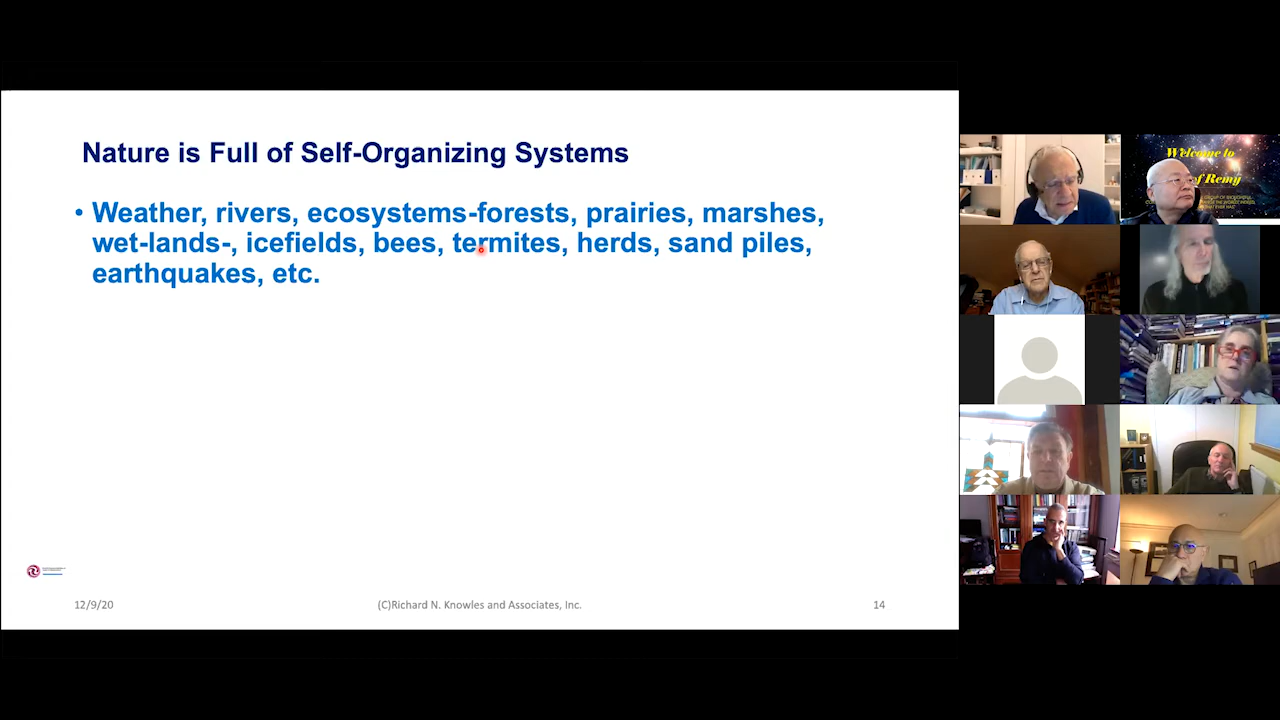 Nature is Full of Self-Organizing Systems
• Weather, rivers, ecosystems-forests, prairies, marshes,
wet-lands-, icefields, bees, termites, herds, sand piles,
earthquakes, etc.
12/9/20
(C)Richard N. Knowles and Associates, Inc.
14
Welcome to
of Remy